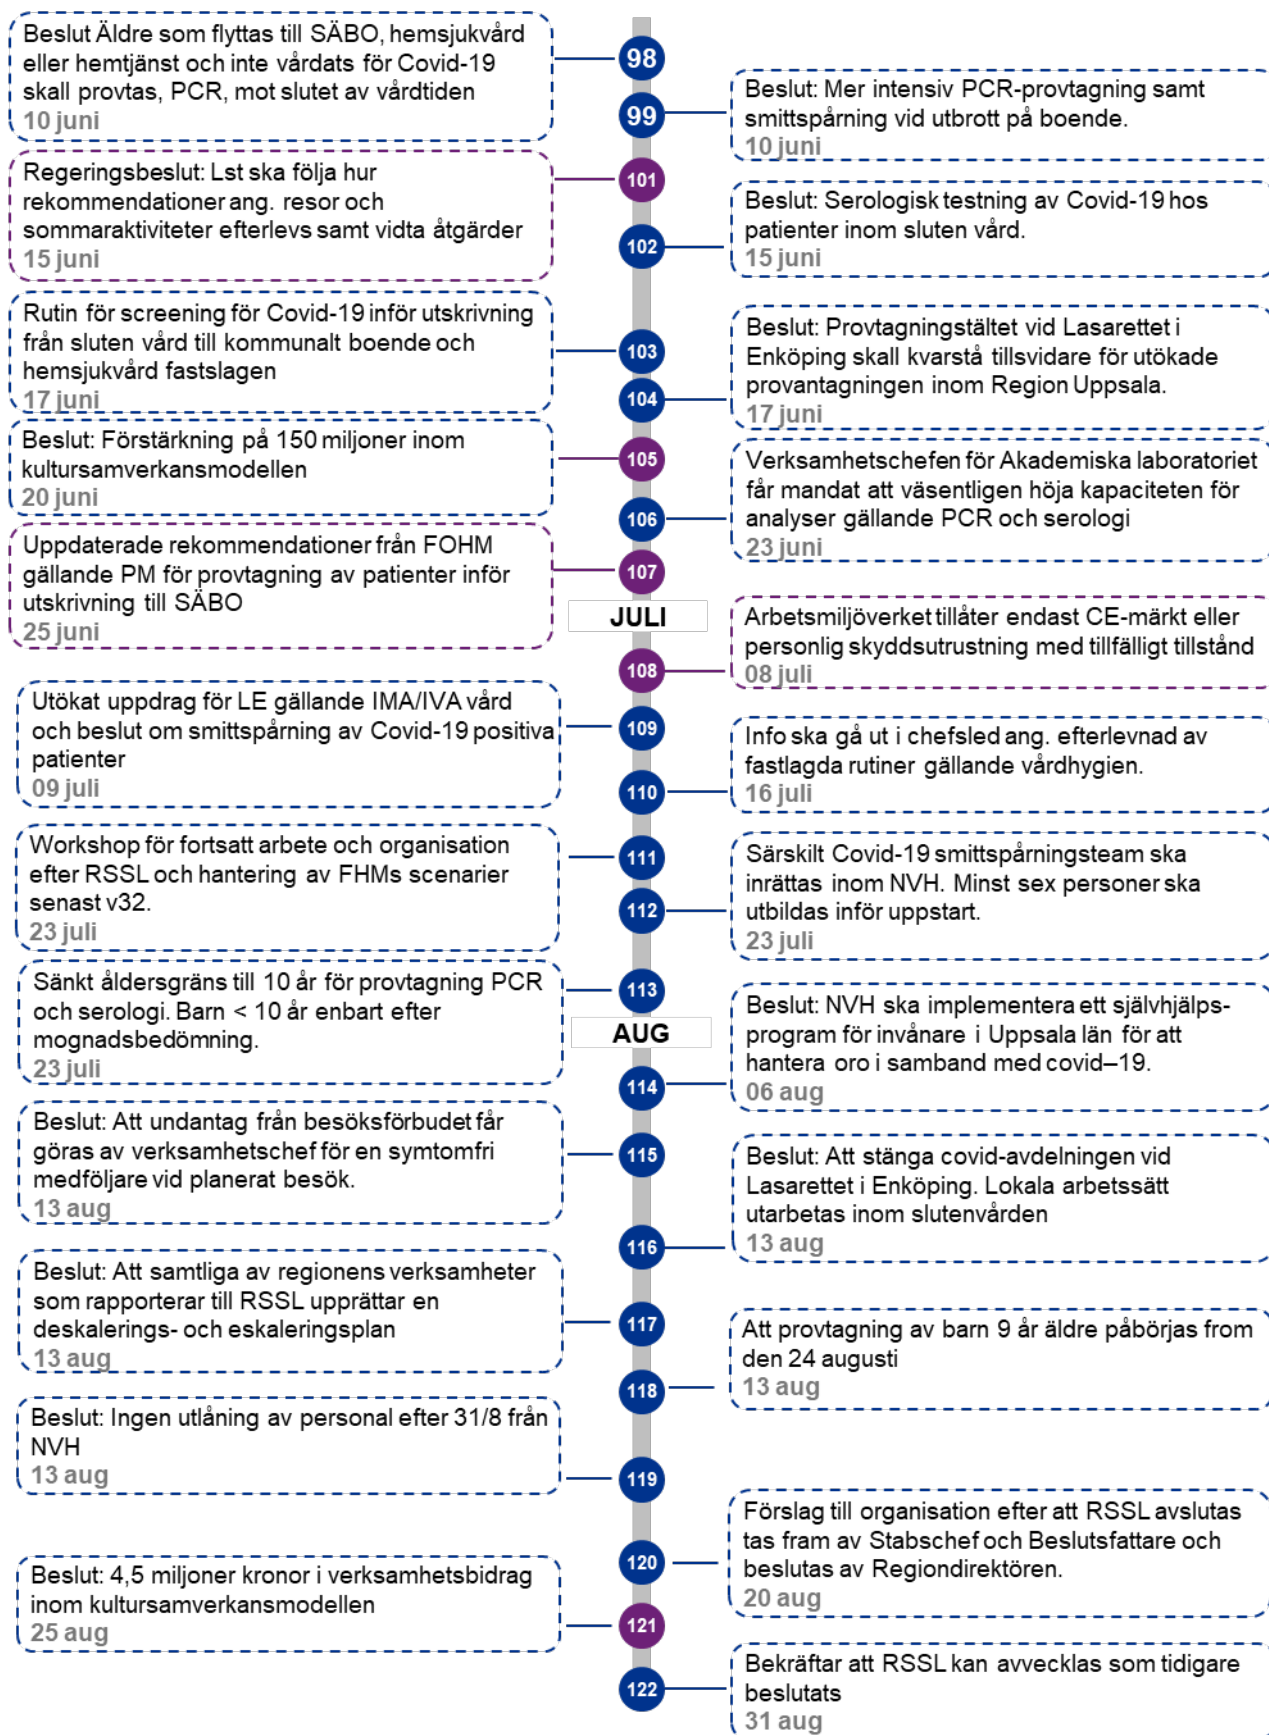 Beslut Äldre som flyttas till SÄBO, hemsjukvård
eller hemtjänst och inte vårdats för Covid-19
skall provtas, PCR, mot slutet av vårdtiden
10 juni
98
99
Beslut: Mer intensiv PCR-provtagning samt
smittspårning vid utbrott på boende.
10 juni
Regeringsbeslut: Lst ska följa hur
rekommendationer ang. resor och
sommaraktiviteter efterlevs samt vidta åtgärder
15 juni
101
102
Beslut: Serologisk testning av Covid-19 hos
patienter inom sluten vård.
15 juni
Rutin för screening för Covid-19 inför utskrivning
från sluten vård till kommunalt boende och
hemsjukvård fastslagen
17 juni
103
104
Beslut: Provtagningstältet vid Lasarettet i
Enköping skall kvarstå tillsvidare för utökade
provantagningen inom Region Uppsala.
17 juni
Beslut: Förstärkning på 150 miljoner inom
kultursamverkansmodellen
20 juni
105
106
Verksamhetschefen för Akademiska laboratoriet
får mandat att väsentligen höja kapaciteten för
analyser gällande PCR och serologi
23 juni
Uppdaterade rekommendationer från FOHM
gällande PM för provtagning av patienter inför
utskrivning till SÄBO
25 juni
107
JULI
108
Arbetsmiljöverket tillåter endast CE-märkt eller
personlig skyddsutrustning med tillfälligt tillstånd
08 juli
Utökat uppdrag för LE gällande IMA/IVA vård
och beslut om smittspårning av Covid-19 positiva
patienter
09 juli
109
110
Info ska gå ut i chefsled ang. efterlevnad av
fastlagda rutiner gällande vårdhygien.
16 juli
Workshop för fortsatt arbete och organisation
efter RSSL och hantering av FHMs scenarier
senast v32.
23 juli
111
112
Särskilt Covid-19 smittspårningsteam ska
inrättas inom NVH. Minst sex personer ska
utbildas inför uppstart.
23 juli
Sänkt åldersgräns till 10 år för provtagning PCR
och serologi. Barn < 10 år enbart efter
mognadsbedömning.
23 juli
113
AUG
114
Beslut: NVH ska implementera ett självhjälps-
program för invånare i Uppsala län för att
hantera oro i samband med covid–19.
06 aug
Beslut: Att undantag från besöksförbudet får
göras av verksamhetschef för en symtomfri
medföljare vid planerat besök.
13 aug
115
116
Beslut: Att stänga covid-avdelningen vid
Lasarettet i Enköping. Lokala arbetssätt
utarbetas inom slutenvården
13 aug
Beslut: Att samtliga av regionens verksamheter
som rapporterar till RSSL upprättar en
deskalerings- och eskaleringsplan
13 aug
117
118
Att provtagning av barn 9 år äldre påbörjas from
den 24 augusti
13 aug
Beslut: Ingen utlåning av personal efter 31/8 från
NVH
13 aug
119
120
Förslag till organisation efter att RSSL avslutas
tas fram av Stabschef och Beslutsfattare och
beslutas av Regiondirektören.
20 aug
Beslut: 4,5 miljoner kronor i verksamhetsbidrag
inom kultursamverkansmodellen
25 aug
121
122
Bekräftar att RSSL kan avvecklas som tidigare
beslutats
31 aug